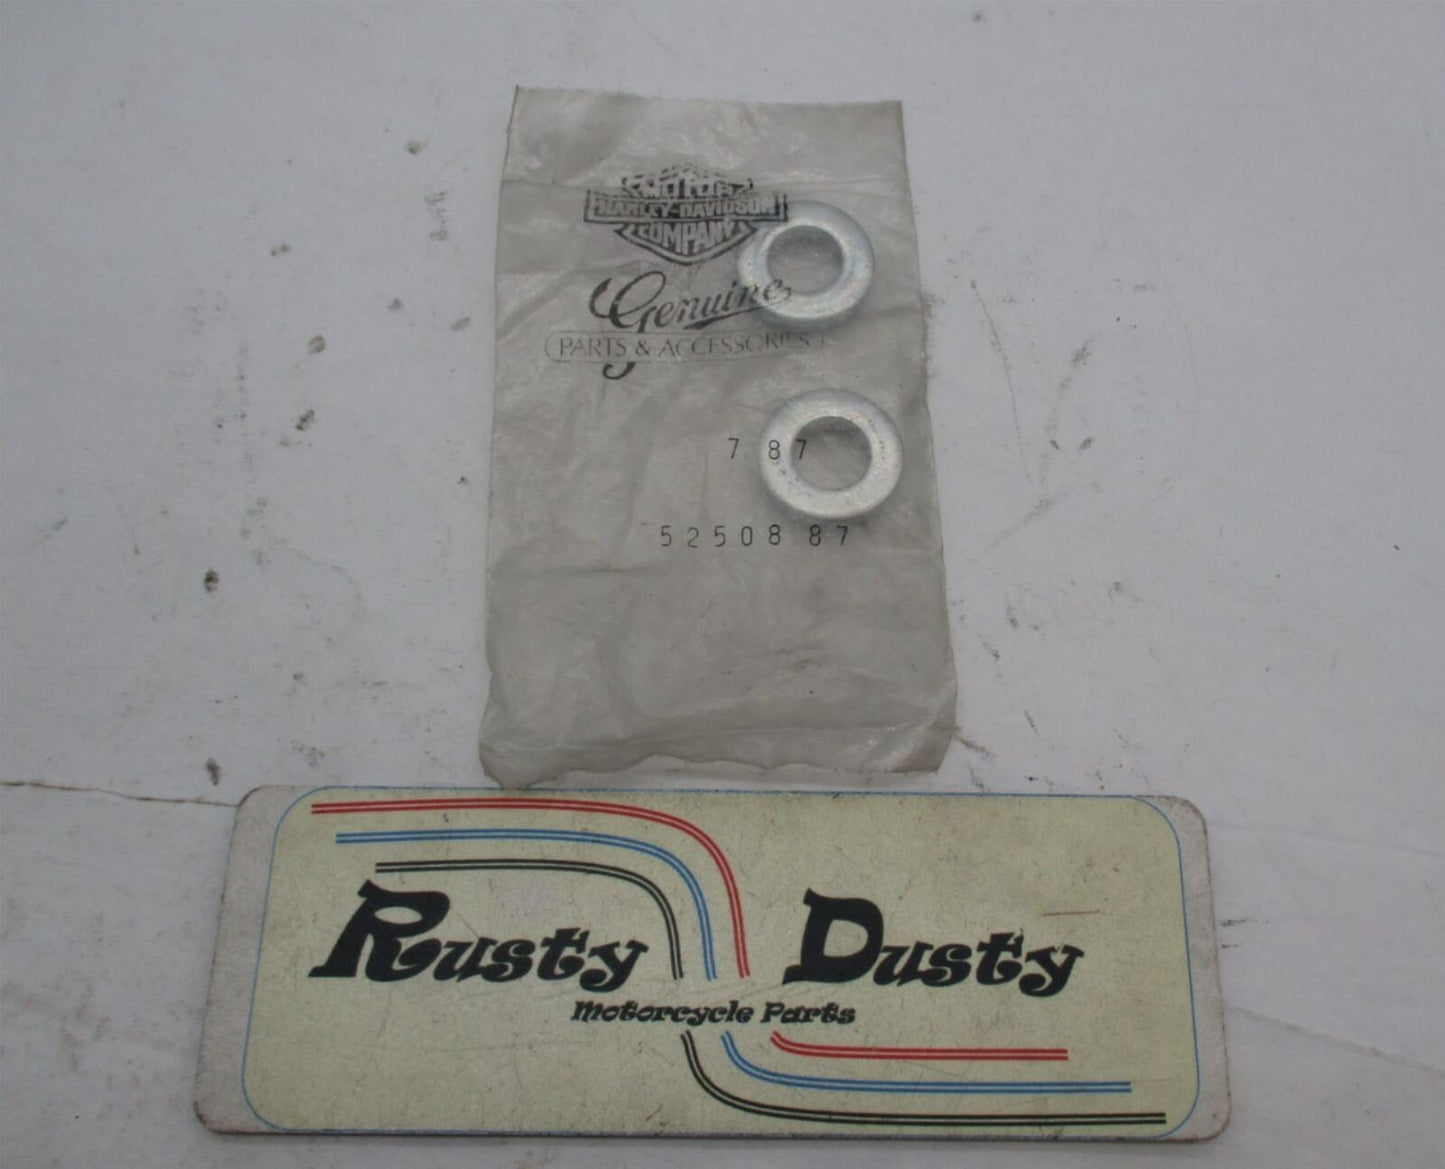 MOTOR
HARLEY-DAVIDSON
COMPANY
Genuine
PARTS & ACCESSORIES
7 87
52508 87
Rusty Dusty
Motorcycle Parts